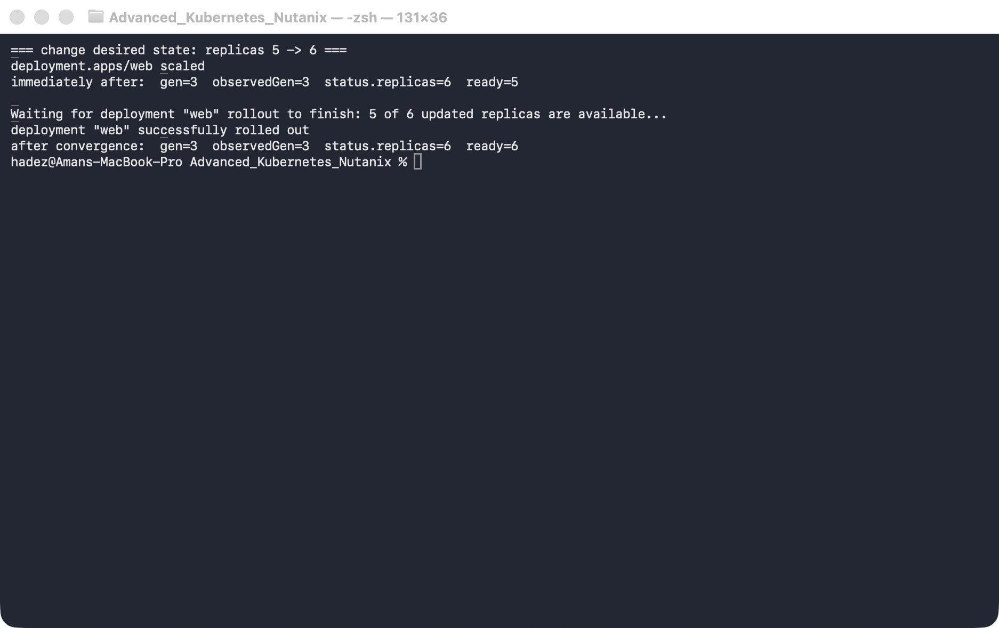 Advanced_Kubernetes_Nutanix — -zsh — 131×36
=== change desired state: replicas 5 -> 6 ===
deployment.apps/web scaled
immediately after:  gen=3  observedGen=3  status.replicas=6  ready=5
Waiting for deployment "web" rollout to finish: 5 of 6 updated replicas are available...
deployment "web" successfully rolled out
after convergence:  gen=3  observedGen=3  status.replicas=6  ready=6
hadez@Amans-MacBook-Pro Advanced_Kubernetes_Nutanix %